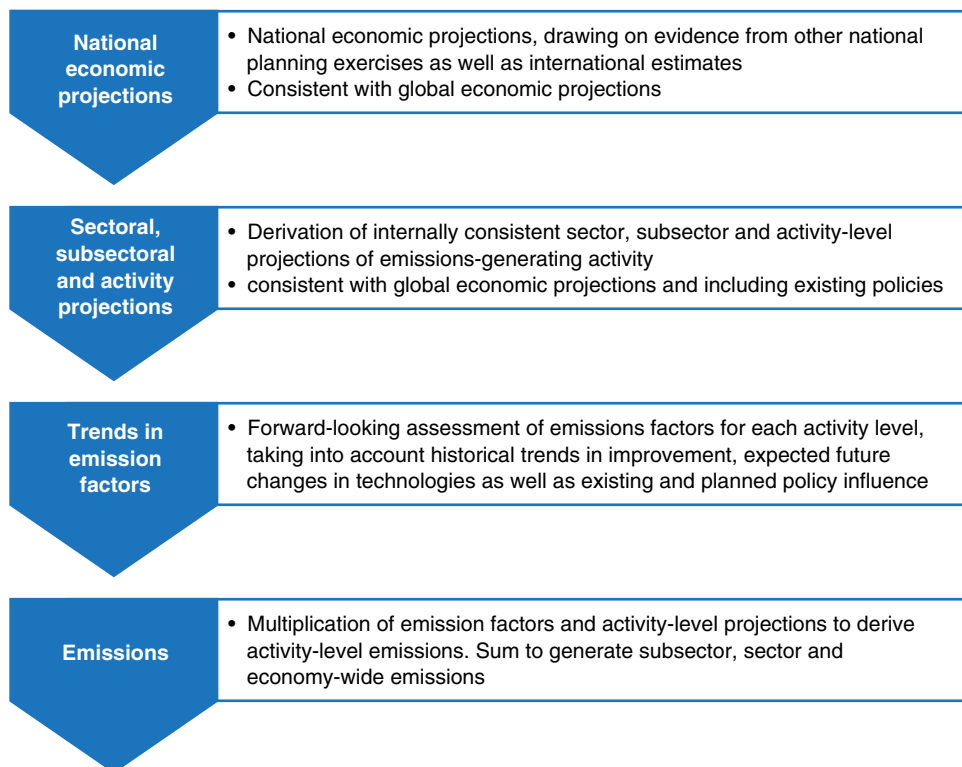 National
economic
projections
• National economic projections, drawing on evidence from other national
planning exercises as well as international estimates
• Consistent with global economic projections
Sectoral,
subsectoral
and activity
projections
• Derivation of internally consistent sector, subsector and activity-level
projections of emissions-generating activity
• consistent with global economic projections and including existing policies
Trends in
emission
factors
• Forward-looking assessment of emissions factors for each activity level,
taking into account historical trends in improvement, expected future
changes in technologies as well as existing and planned policy influence
Emissions
• Multiplication of emission factors and activity-level projections to derive
activity-level emissions. Sum to generate subsector, sector and
economy-wide emissions